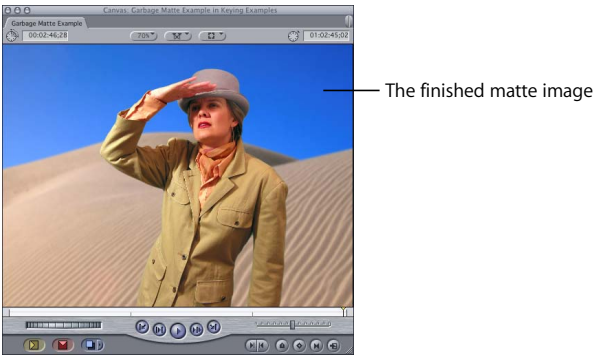 Canvas: Garbage Matte Example in Keying Examples
Garbage Matte Example
00:02:46;28
70%
01:02:45;02
The finished matte image